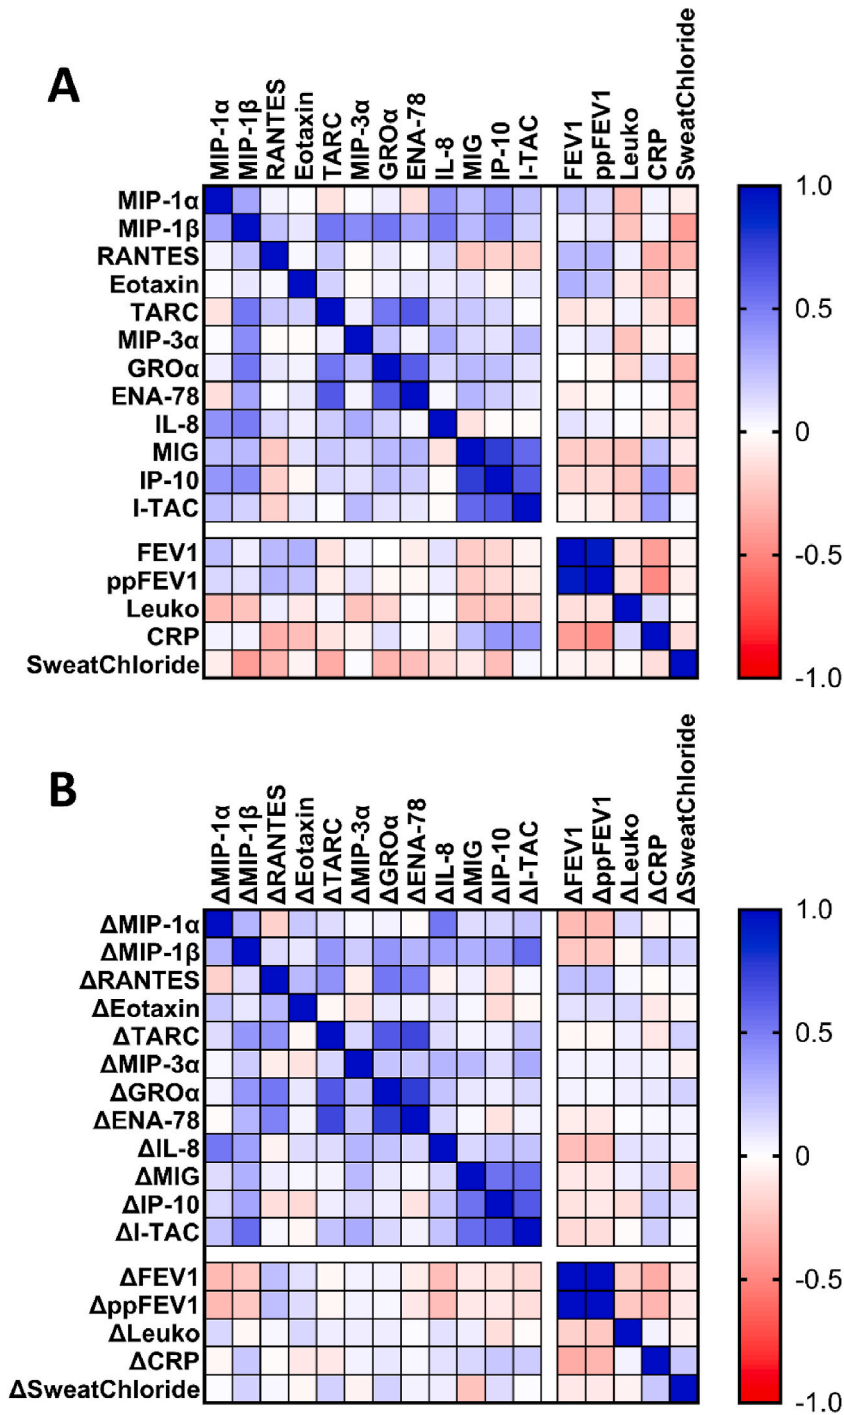 A
MIP-1α
MIP-1β
RANTES
Eotaxin
TARC
MIP-3α
GROα
ENA-78
IL-8
MIG
IP-10
I-TAC
FEV1
ppFEV1
Leuko
CRP
SweatChloride
MIP-1α
MIP-1β
RANTES
Eotaxin
TARC
MIP-3α
GROα
ENA-78
IL-8
MIG
IP-10
I-TAC
FEV1
ppFEV1
Leuko
CRP
SweatChloride
1.0
0.5
0
-0.5
-1.0
B
ΔMIP-1α
ΔMIP-1β
ΔRANTES
ΔEotaxin
ΔTARC
ΔMIP-3α
ΔGROα
ΔENA-78
ΔIL-8
ΔMIG
ΔIP-10
ΔI-TAC
ΔFEV1
ΔppFEV1
ΔLeuko
ΔCRP
ΔSweatChloride
ΔMIP-1α
ΔMIP-1β
ΔRANTES
ΔEotaxin
ΔTARC
ΔMIP-3α
ΔGROα
ΔENA-78
ΔIL-8
ΔMIG
ΔIP-10
ΔI-TAC
ΔFEV1
ΔppFEV1
ΔLeuko
ΔCRP
ΔSweatChloride
1.0
0.5
0
-0.5
-1.0